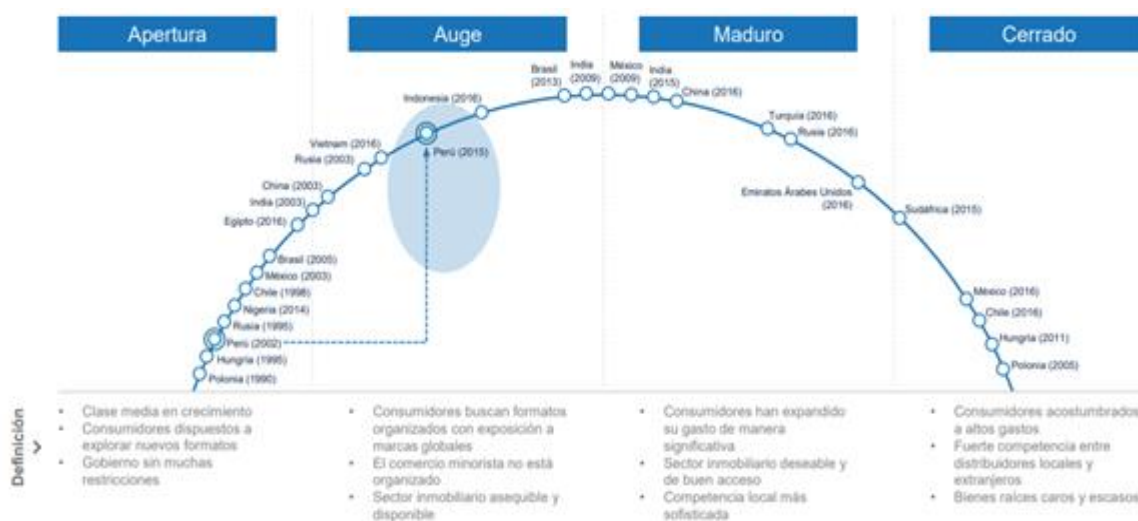 Apertura
Auge
Maduro
Cerrado
Brasil
(2013)
India
(2009)
México
(2009)
India
(2015)
China (2016)
Indonesia (2016)
Turquía (2016)
Rusia (2016)
Vietnam (2016)
Perú (2015)
Rusia (2003)
China (2003)
India (2003)
Emiratos Árabes Unidos
(2016)
Egipto (2016)
Sudáfrica (2015)
Brasil (2005)
México (2003)
Chile (1998)
Nigeria (2014)
Rusia (1995)
Perú (2002)
Hungria (1995)
Polonia (1990)
México (2016)
Chile (2016)
Hungria (2011)
Polonia (2005)
Definición
• Clase media en crecimiento
• Consumidores dispuestos a
explorar nuevos formatos
• Gobierno sin muchas
restricciones
• Consumidores buscan formatos
organizados con exposición a
marcas globales
• El comercio minorista no está
organizado
• Sector inmobiliario asequible y
disponible
• Consumidores han expandido
su gasto de manera
significativa
• Sector inmobiliario deseable y
de buen acceso
• Competencia local más
sofisticada
• Consumidores acostumbrados
a altos gastos
• Fuerte competencia entre
distribuidores locales y
extranjeros
• Bienes raíces caros y escasos